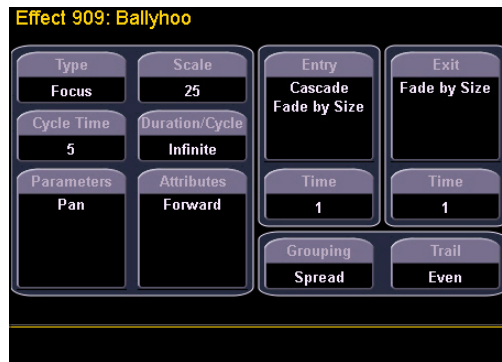 Effect 909: Ballyhoo
Type
Focus
Scale
25
Entry
Cascade
Fade by Size
Exit
Fade by Size
Cycle Time
5
Duration/Cycle
Infinite
Parameters
Pan
Attributes
Forward
Time
1
Time
1
Grouping
Spread
Trail
Even